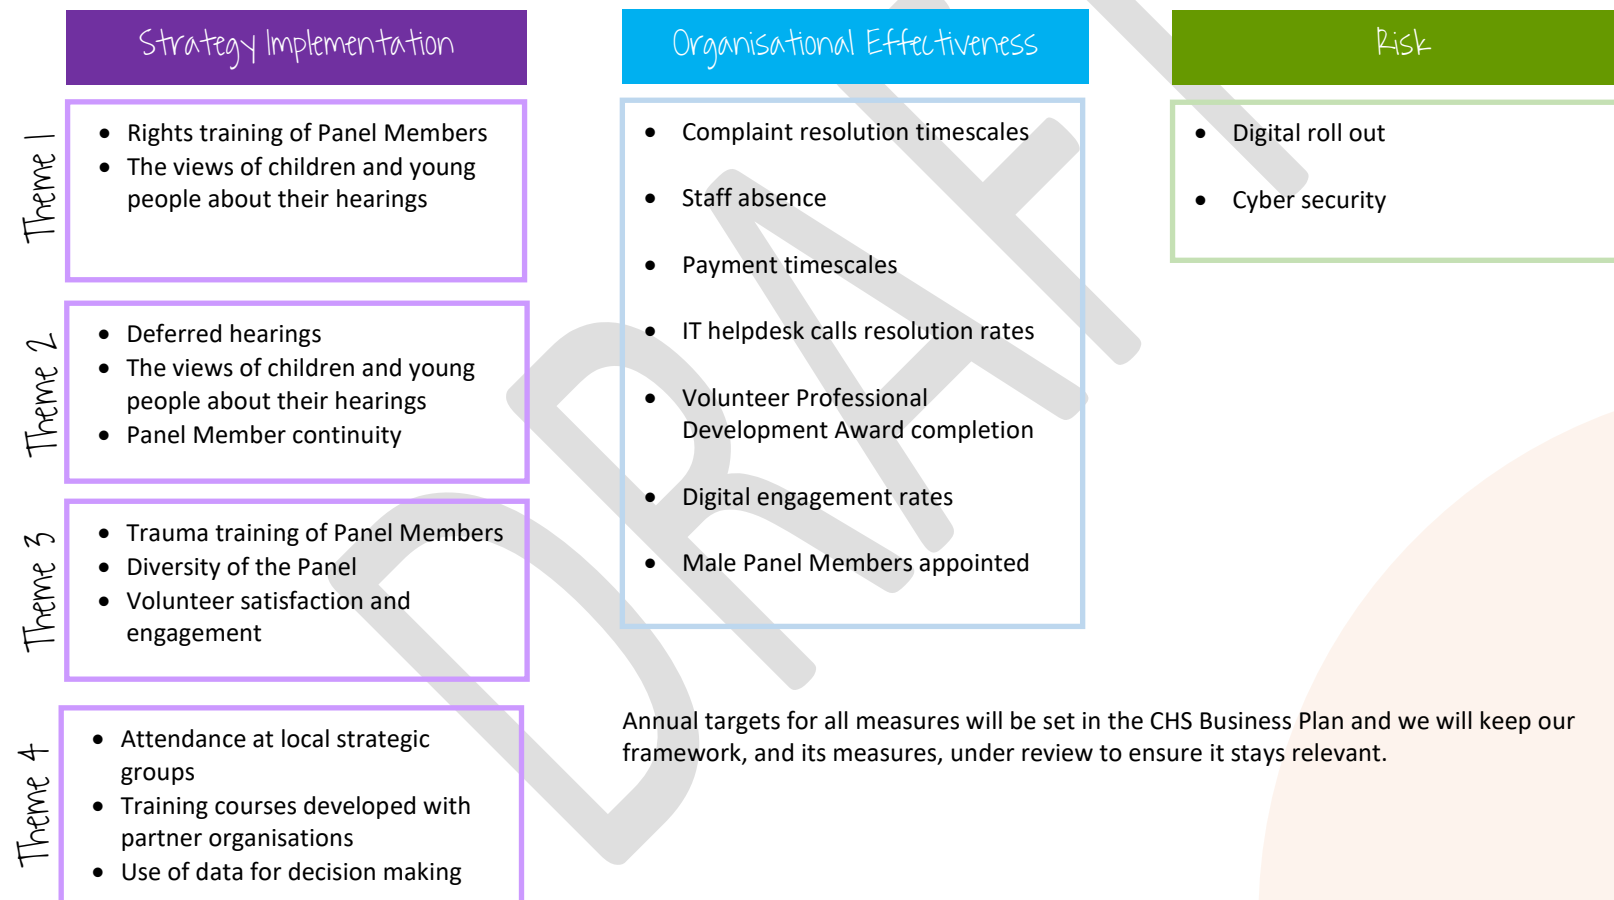 Strategy Implementation
Theme 1
• Rights training of Panel Members
• The views of children and young
people about their hearings
Theme 2
• Deferred hearings
• The views of children and young
people about their hearings
• Panel Member continuity
Theme 3
• Trauma training of Panel Members
• Diversity of the Panel
• Volunteer satisfaction and
engagement
Theme 4
• Attendance at local strategic
groups
• Training courses developed with
partner organisations
• Use of data for decision making
Organisational Effectiveness
• Complaint resolution timescales
• Staff absence
• Payment timescales
• IT helpdesk calls resolution rates
• Volunteer Professional
Development Award completion
• Digital engagement rates
• Male Panel Members appointed
Risk
• Digital roll out
• Cyber security
Annual targets for all measures will be set in the CHS Business Plan and we will keep our
framework, and its measures, under review to ensure it stays relevant.
DRAFT